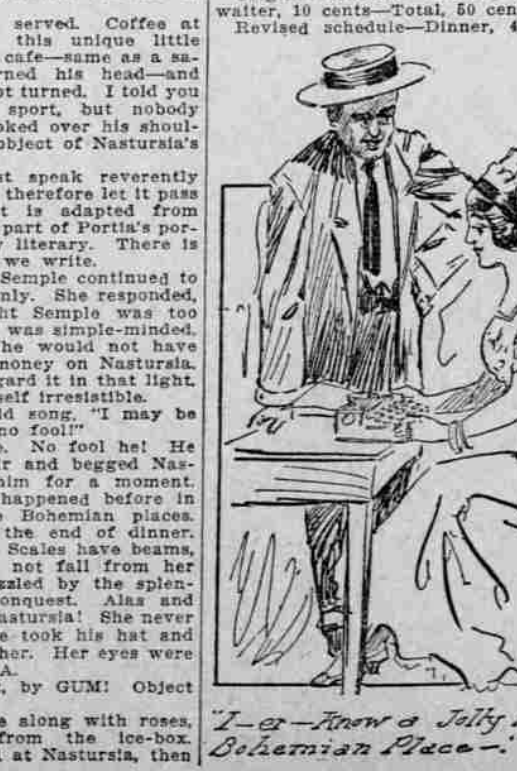 served. Coffee at
this unique little
cafe—same as a sa-
rned his head—and
ot turned. I told you
sport, but nobody
oked over his shoul-
object of Nastursia's
st speak reverently
therefore let it pass
t is adapted from
part of Portia's por-
y literary. There is
we write.
Semple continued to
nly. She responded,
ht Semple was too
was simple-minded.
he would not have
money on Nastursia.
gard it in that light.
self irresistible.
ld song, "I may be
no fool!"
e. No fool he! He
ir and begged Nas-
him for a moment.
happened before in
e Bohemian places.
the end of dinner.
Scales have beams,
not fall from her
zzled by the splen-
onquest. Alas and
astursia! She never
e took his hat and
her. Her eyes were
A.
, by GUM! Object
e along with roses,
from the ice-box.
at Nastursia, then
waiter, 10 cents—Total, 50 cen
Revised schedule—Dinner, 4
"I—er—Know a Jolly
Bohemian Place—."